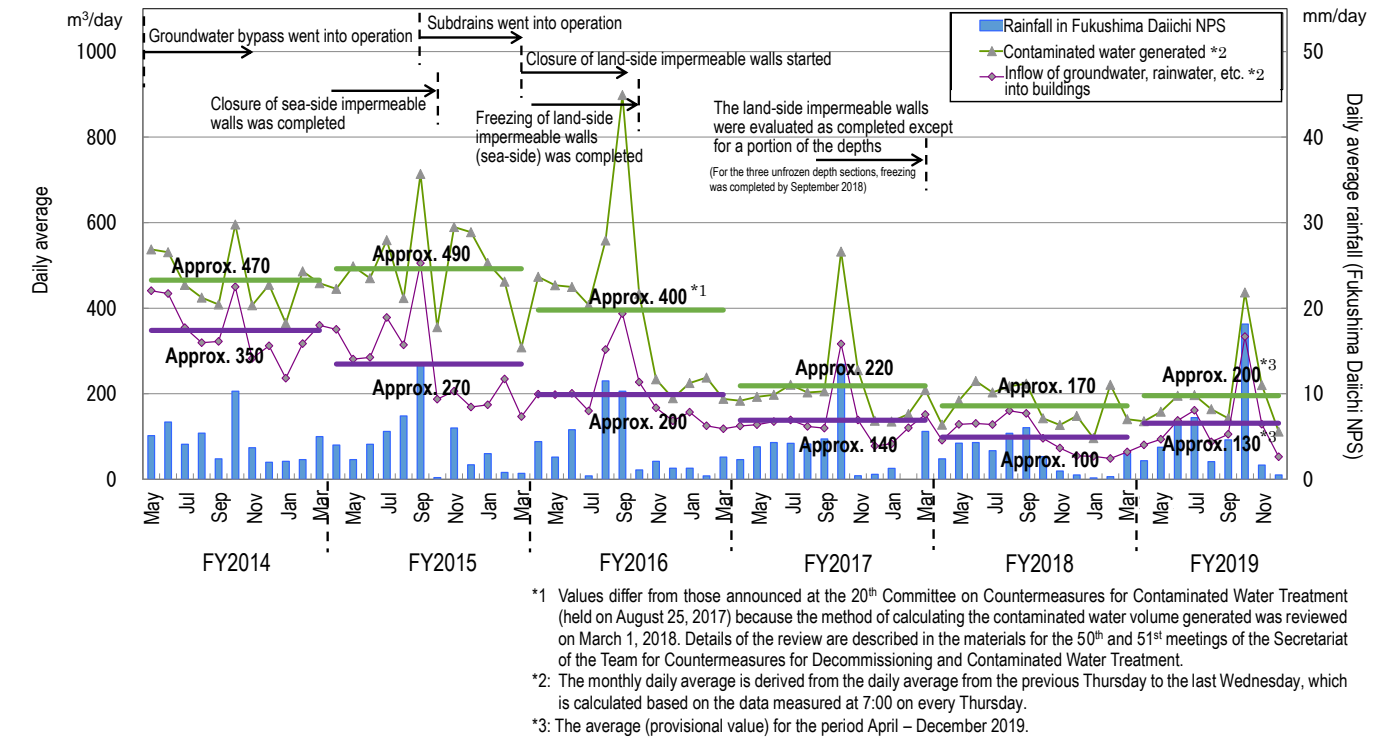 m³/day
mm/day
Groundwater bypass went into operation
Subdrains went into operation
Closure of land-side impermeable walls started
Closure of sea-side impermeable
walls was completed
Freezing of land-side
impermeable walls
(sea-side) was completed
The land-side impermeable walls
were evaluated as completed except
for a portion of the depths
(For the three unfrozen depth sections, freezing
was completed by September 2018)
Rainfall in Fukushima Daiichi NPS
Contaminated water generated *2
Inflow of groundwater, rainwater, etc. *2
into buildings
Daily average
1000
800
600
400
200
0
50
40
30
20
10
0
Daily average rainfall (Fukushima Daiichi NPS)
Approx. 470
Approx. 350
Approx. 490
Approx. 270
Approx. 400 *1
Approx. 200
Approx. 220
Approx. 140
Approx. 170
Approx. 100
Approx. 200 *3
Approx. 130 *3
May Jul Sep Nov Jan Mar May Jul Sep Nov Jan Mar May Jul Sep Nov Jan Mar May Jul Sep Nov Jan Mar May Jul Sep Nov Jan Mar May Jul Sep Nov
FY2014 FY2015 FY2016 FY2017 FY2018 FY2019
*1 Values differ from those announced at the 20th Committee on Countermeasures for Contaminated Water Treatment
(held on August 25, 2017) because the method of calculating the contaminated water volume generated was reviewed
on March 1, 2018. Details of the review are described in the materials for the 50th and 51st meetings of the Secretariat
of the Team for Countermeasures for Decommissioning and Contaminated Water Treatment.
*2: The monthly daily average is derived from the daily average from the previous Thursday to the last Wednesday, which
is calculated based on the data measured at 7:00 on every Thursday.
*3: The average (provisional value) for the period April – December 2019.